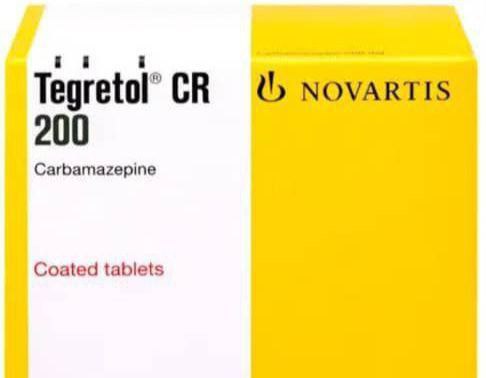 Tegretol® CR
200
Carbamazepine
Coated tablets
NOVARTIS